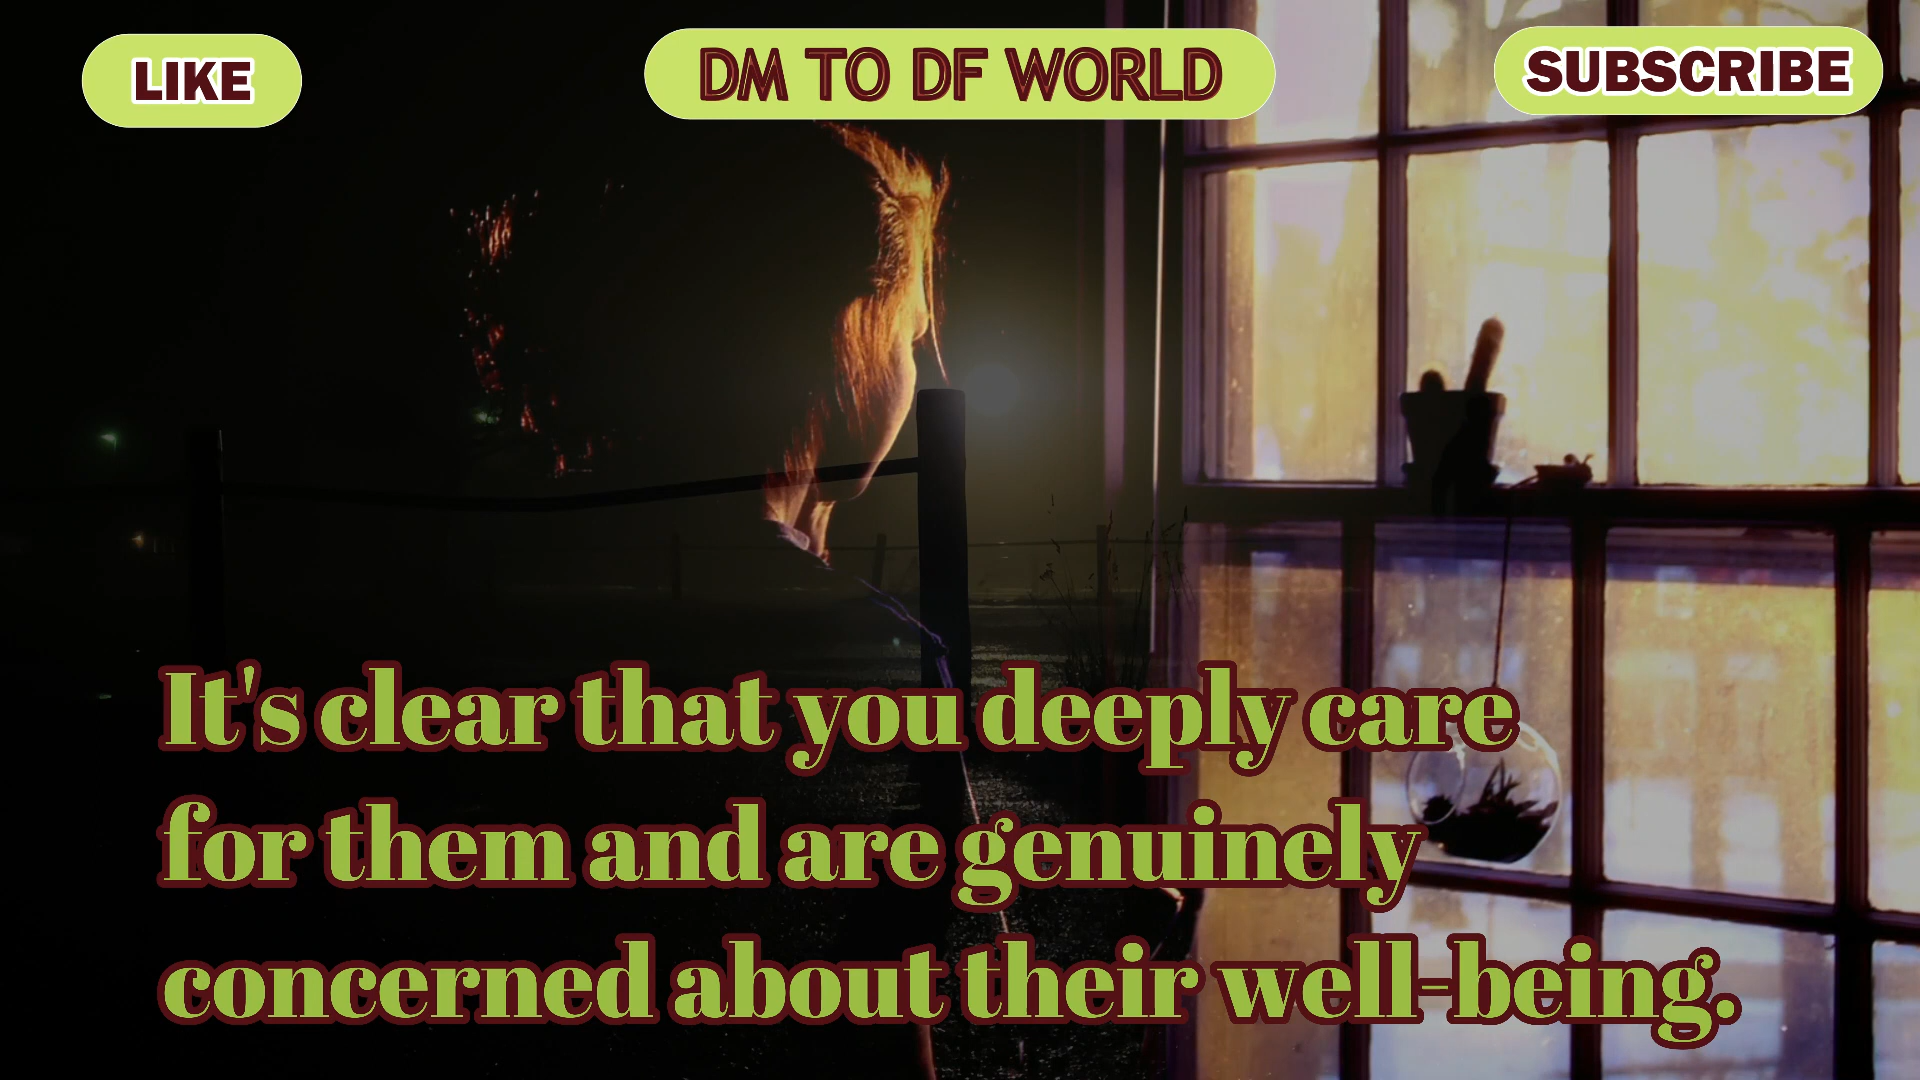 LIKE
DM TO DF WORLD
SUBSCRIBE
It's clear that you deeply care
for them and are genuinely
concerned about their well-being.